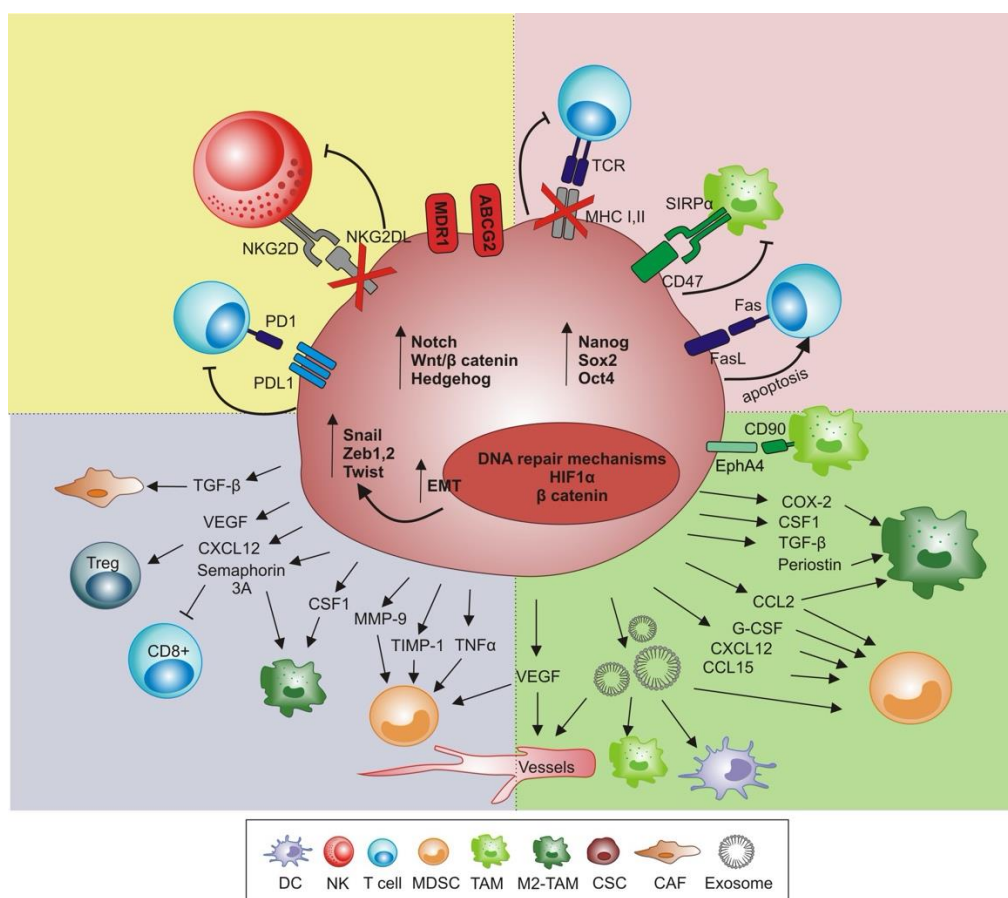 NKG2D
NKG2DL
MDR1
ABCG2
PD1
PDL1
TCR
MHC I,II
SIRPα
CD47
Fas
FasL
apoptosis
Notch
Wnt/β catenin
Hedgehog
Nanog
Sox2
Oct4
Snail
Zeb1,2
Twist
EMT
DNA repair mechanisms
HIF1α
β catenin
CD90
EphA4
TGF-β
VEGF
CXCL12
Semaphorin
3A
Treg
CD8+
CSF1
MMP-9
TIMP-1
TNFα
VEGF
Vessels
COX-2
CSF1
TGF-β
Periostin
CCL2
G-CSF
CXCL12
CCL15
DC NK T cell MDSC TAM M2-TAM CSC CAF Exosome